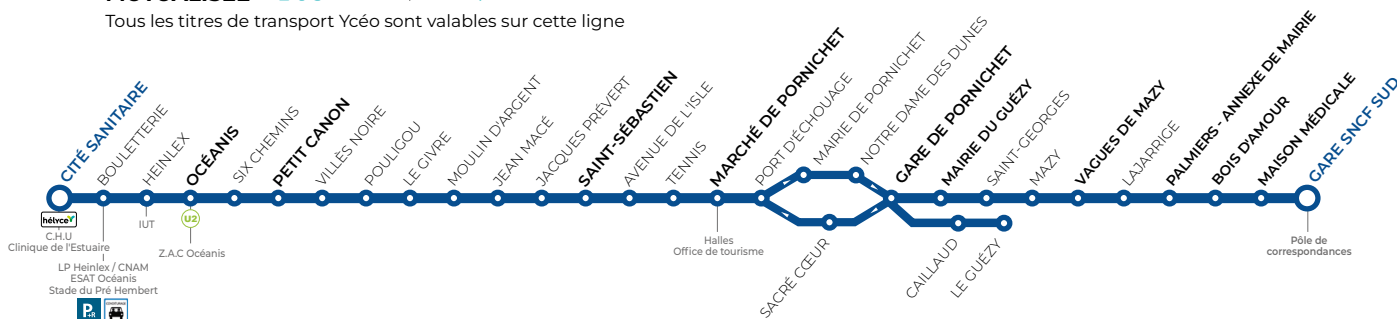 Tous les titres de transport Ycéo sont valables sur cette ligne
CITÉ SANITAIRE
BOULETTERIE
HEINLEX
OCÉANIS
SIX CHEMINS
PETIT CANON
VILLÈS NOIRE
POULIGOU
LE GIVRE
MOULIN D'ARGENT
JEAN MACÉ
JACQUES PRÉVERT
SAINT-SÉBASTIEN
AVENUE DE L'ISLE
TENNIS
MARCHÉ DE PORNICHET
PORT D'ÉCHOUAGE
MAIRIE DE PORNICHET
NOTRE DAME DES DUNES
GARE DE PORNICHET
MAIRIE DU GUÉZY
SAINT-GEORGES
MAZY
VAGUES DE MAZY
LAJARRIGE
PALMIERS - ANNEXE DE MAIRIE
BOIS D'AMOUR
MAISON MÉDICALE
GARE SNCF SUD
SACRÉ CŒUR
CAILLAUD
LE GUÉZY
hélyce
C.H.U
Clinique de l'Estuaire
LP Heinlex / CNAM
ESAT Océanis
Stade du Pré Hembert
P+R
IUT
U2
Z.A.C Océanis
Halles
Office de tourisme
Pôle de
correspondances